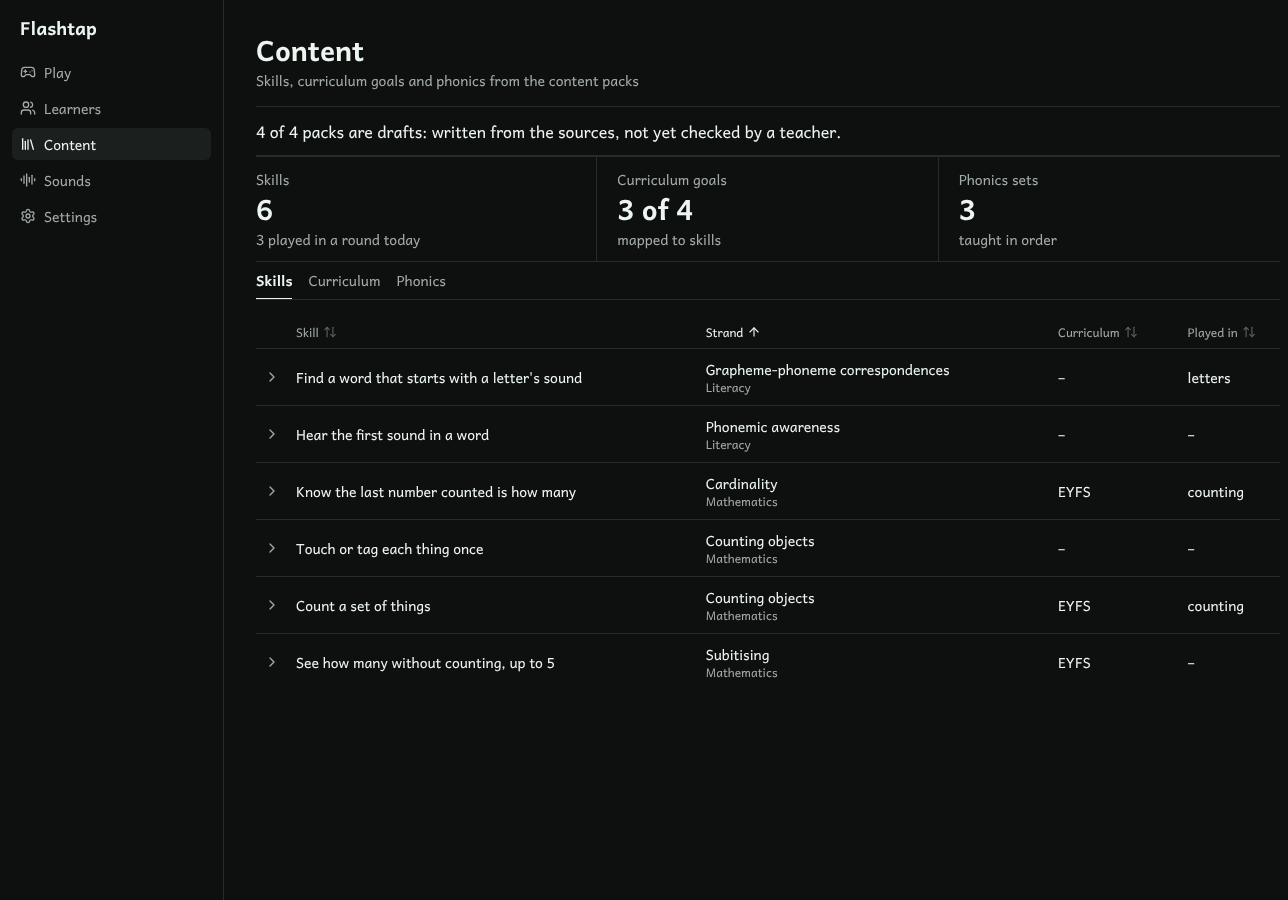 Flashtap
Play
Learners
Content
Sounds
Settings
Content
Skills, curriculum goals and phonics from the content packs
4 of 4 packs are drafts: written from the sources, not yet checked by a teacher.
Skills
6
3 played in a round today
Curriculum goals
3 of 4
mapped to skills
Phonics sets
3
taught in order
Skills Curriculum Phonics
Skill Strand Curriculum Played in
Find a word that starts with a letter's sound
Grapheme-phoneme correspondences
Literacy
–
letters
Hear the first sound in a word
Phonemic awareness
Literacy
–
–
Know the last number counted is how many
Cardinality
Mathematics
EYFS
counting
Touch or tag each thing once
Counting objects
Mathematics
–
–
Count a set of things
Counting objects
Mathematics
EYFS
counting
See how many without counting, up to 5
Subitising
Mathematics
EYFS
–